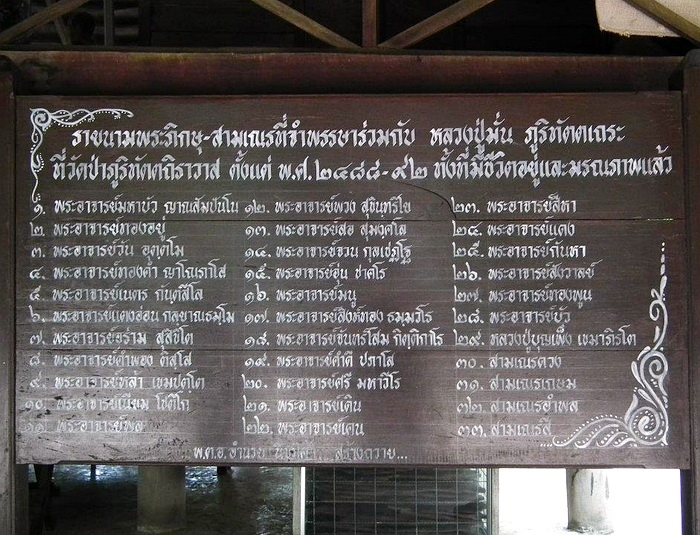 รายนามพระภิกษุ-สามเณรที่จำพรรษาร่วมกับ หลวงปู่มั่น ภูริทัตตเถระ
ที่วัดป่าภูริทัตตถิราวาส ตั้งแต่ พ.ศ.๒๔๘๘-๙๒ ทั้งที่มีชีวิตอยู่และมรณภาพแล้ว
๑. พระอาจารย์มหาบัว ญาณสัมปันโน
๒. พระอาจารย์ทองอยู่
๓. พระอาจารย์วัน อุตฺตโม
๔. พระอาจารย์ทองคำ ญาโณภาโส
๕. พระอาจารย์เนตร กันตสีโล
๖. พระอาจารย์แตงอ่อน กลฺยาณธมฺโม
๗. พระอาจารย์อร่าม
๘. พระอาจารย์คำพอง ติสฺโส
๙. พระอาจารย์หล้า เขมปตฺโต
๑๐. พระอาจารย์เนียม โชติโก
๑๑. พระอาจารย์พล
๑๒. พระอาจารย์พวง สุขินทริโย
๑๓. พระอาจารย์สอ สุมงฺคโล
๑๔. พระอาจารย์จวน กุลเชฏฺโฐ
๑๕. พระอาจารย์อุ่น
๑๖. พระอาจารย์มนู
๑๗. พระอาจารย์สิงห์ทอง ธมฺมวโร
๑๘. พระอาจารย์จันทร์โสม กิตฺติกาโร
๑๙. พระอาจารย์คำดี ปภาโส
๒๐. พระอาจารย์ศรี มหาวีโร
๒๑. พระอาจารย์เดิน
๒๒. พระอาจารย์เคน
๒๓. พระอาจารย์สีหา
๒๔. พระอาจารย์แดง
๒๕. พระอาจารย์กัณหา
๒๖. พระอาจารย์สังวาลย์
๒๗. พระอาจารย์ทองพูน
๒๘. พระอาจารย์บัว
๒๙. หลวงปู่บุญเพ็ง เขมาภิรโต
๓๐. สามเณรดวง
๓๑. สามเณรเกษม
๓๒. สามเณรอำพล
๓๓. สามเณรสี
พ.ต.อ. สร้างถวาย...